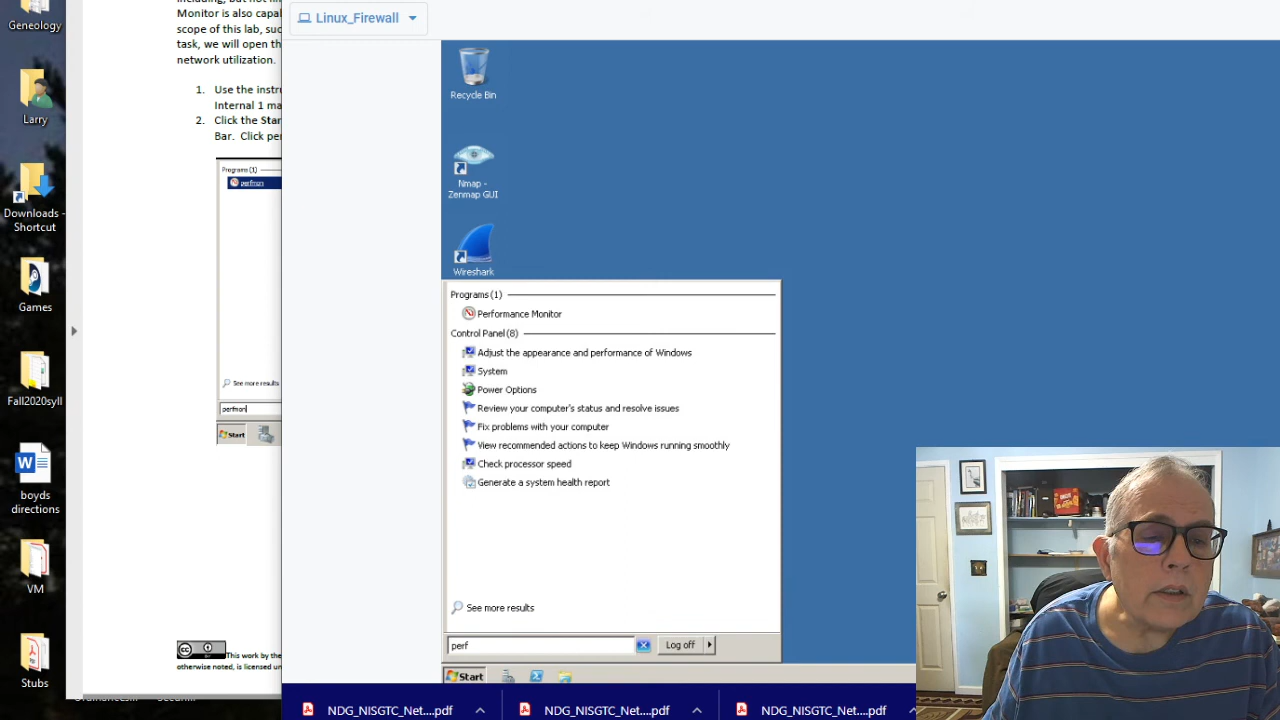 Geneology
Larry
Downloads -
Shortcut
Games
Fall2020syll
boyds
directions
VM
Stubs
Monitor is also capal
scope of this lab, suc
task, we will open th
network utilization.
1. Use the instru
Internal 1 ma
2. Click the Star
Bar. Click per
Programs (1)
perfmon
See more results
perfmon
Start
This work by the
otherwise noted, is licensed un
Linux_Firewall
Recycle Bin
Nmap -
Zenmap GUI
Wireshark
Programs (1)
Performance Monitor
Control Panel (8)
Adjust the appearance and performance of Windows
System
Power Options
Review your computer's status and resolve issues
Fix problems with your computer
View recommended actions to keep Windows running smoothly
Check processor speed
Generate a system health report
See more results
perf
Log off
Start
NDG_NISGTC_Net....pdf
NDG_NISGTC_Net....pdf
NDG_NISGTC_Net....pdf